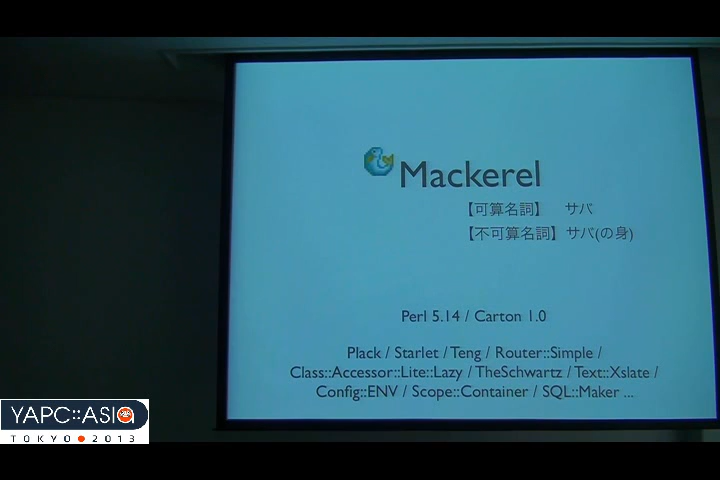 Mackerel
【可算名詞】 サバ
【不可算名詞】サバ(の身)
Perl 5.14 / Carton 1.0
Plack / Starlet / Teng / Router::Simple /
Class::Accessor::Lite::Lazy / TheSchwartz / Text::Xslate /
Config::ENV / Scope::Container / SQL::Maker ...
YAPC::ASIA
TOKYO 2013